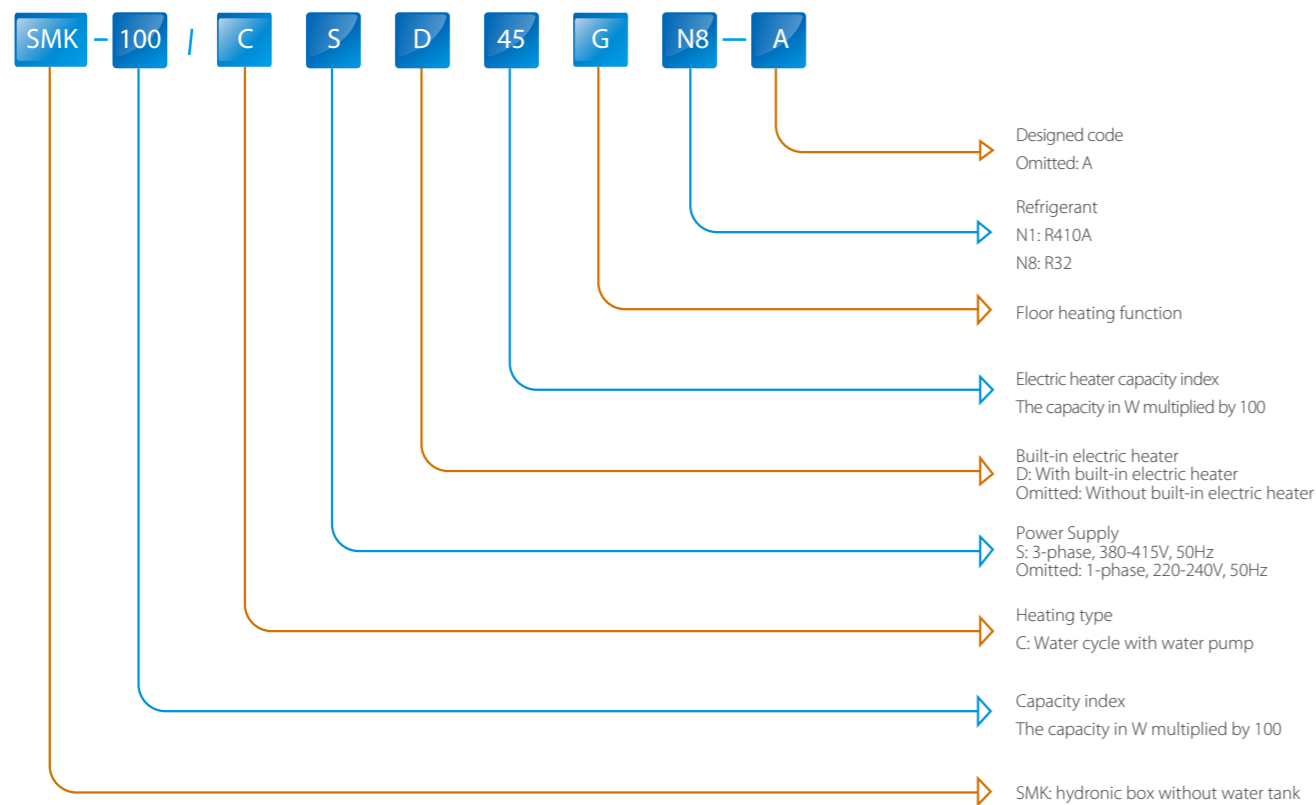 SMK – 100 / C S D 45 G N8 — A
Designed code
Omitted: A
Refrigerant
N1: R410A
N8: R32
Floor heating function
Electric heater capacity index
The capacity in W multiplied by 100
Built-in electric heater
D: With built-in electric heater
Omitted: Without built-in electric heater
Power Supply
S: 3-phase, 380-415V, 50Hz
Omitted: 1-phase, 220-240V, 50Hz
Heating type
C: Water cycle with water pump
Capacity index
The capacity in W multiplied by 100
SMK: hydronic box without water tank